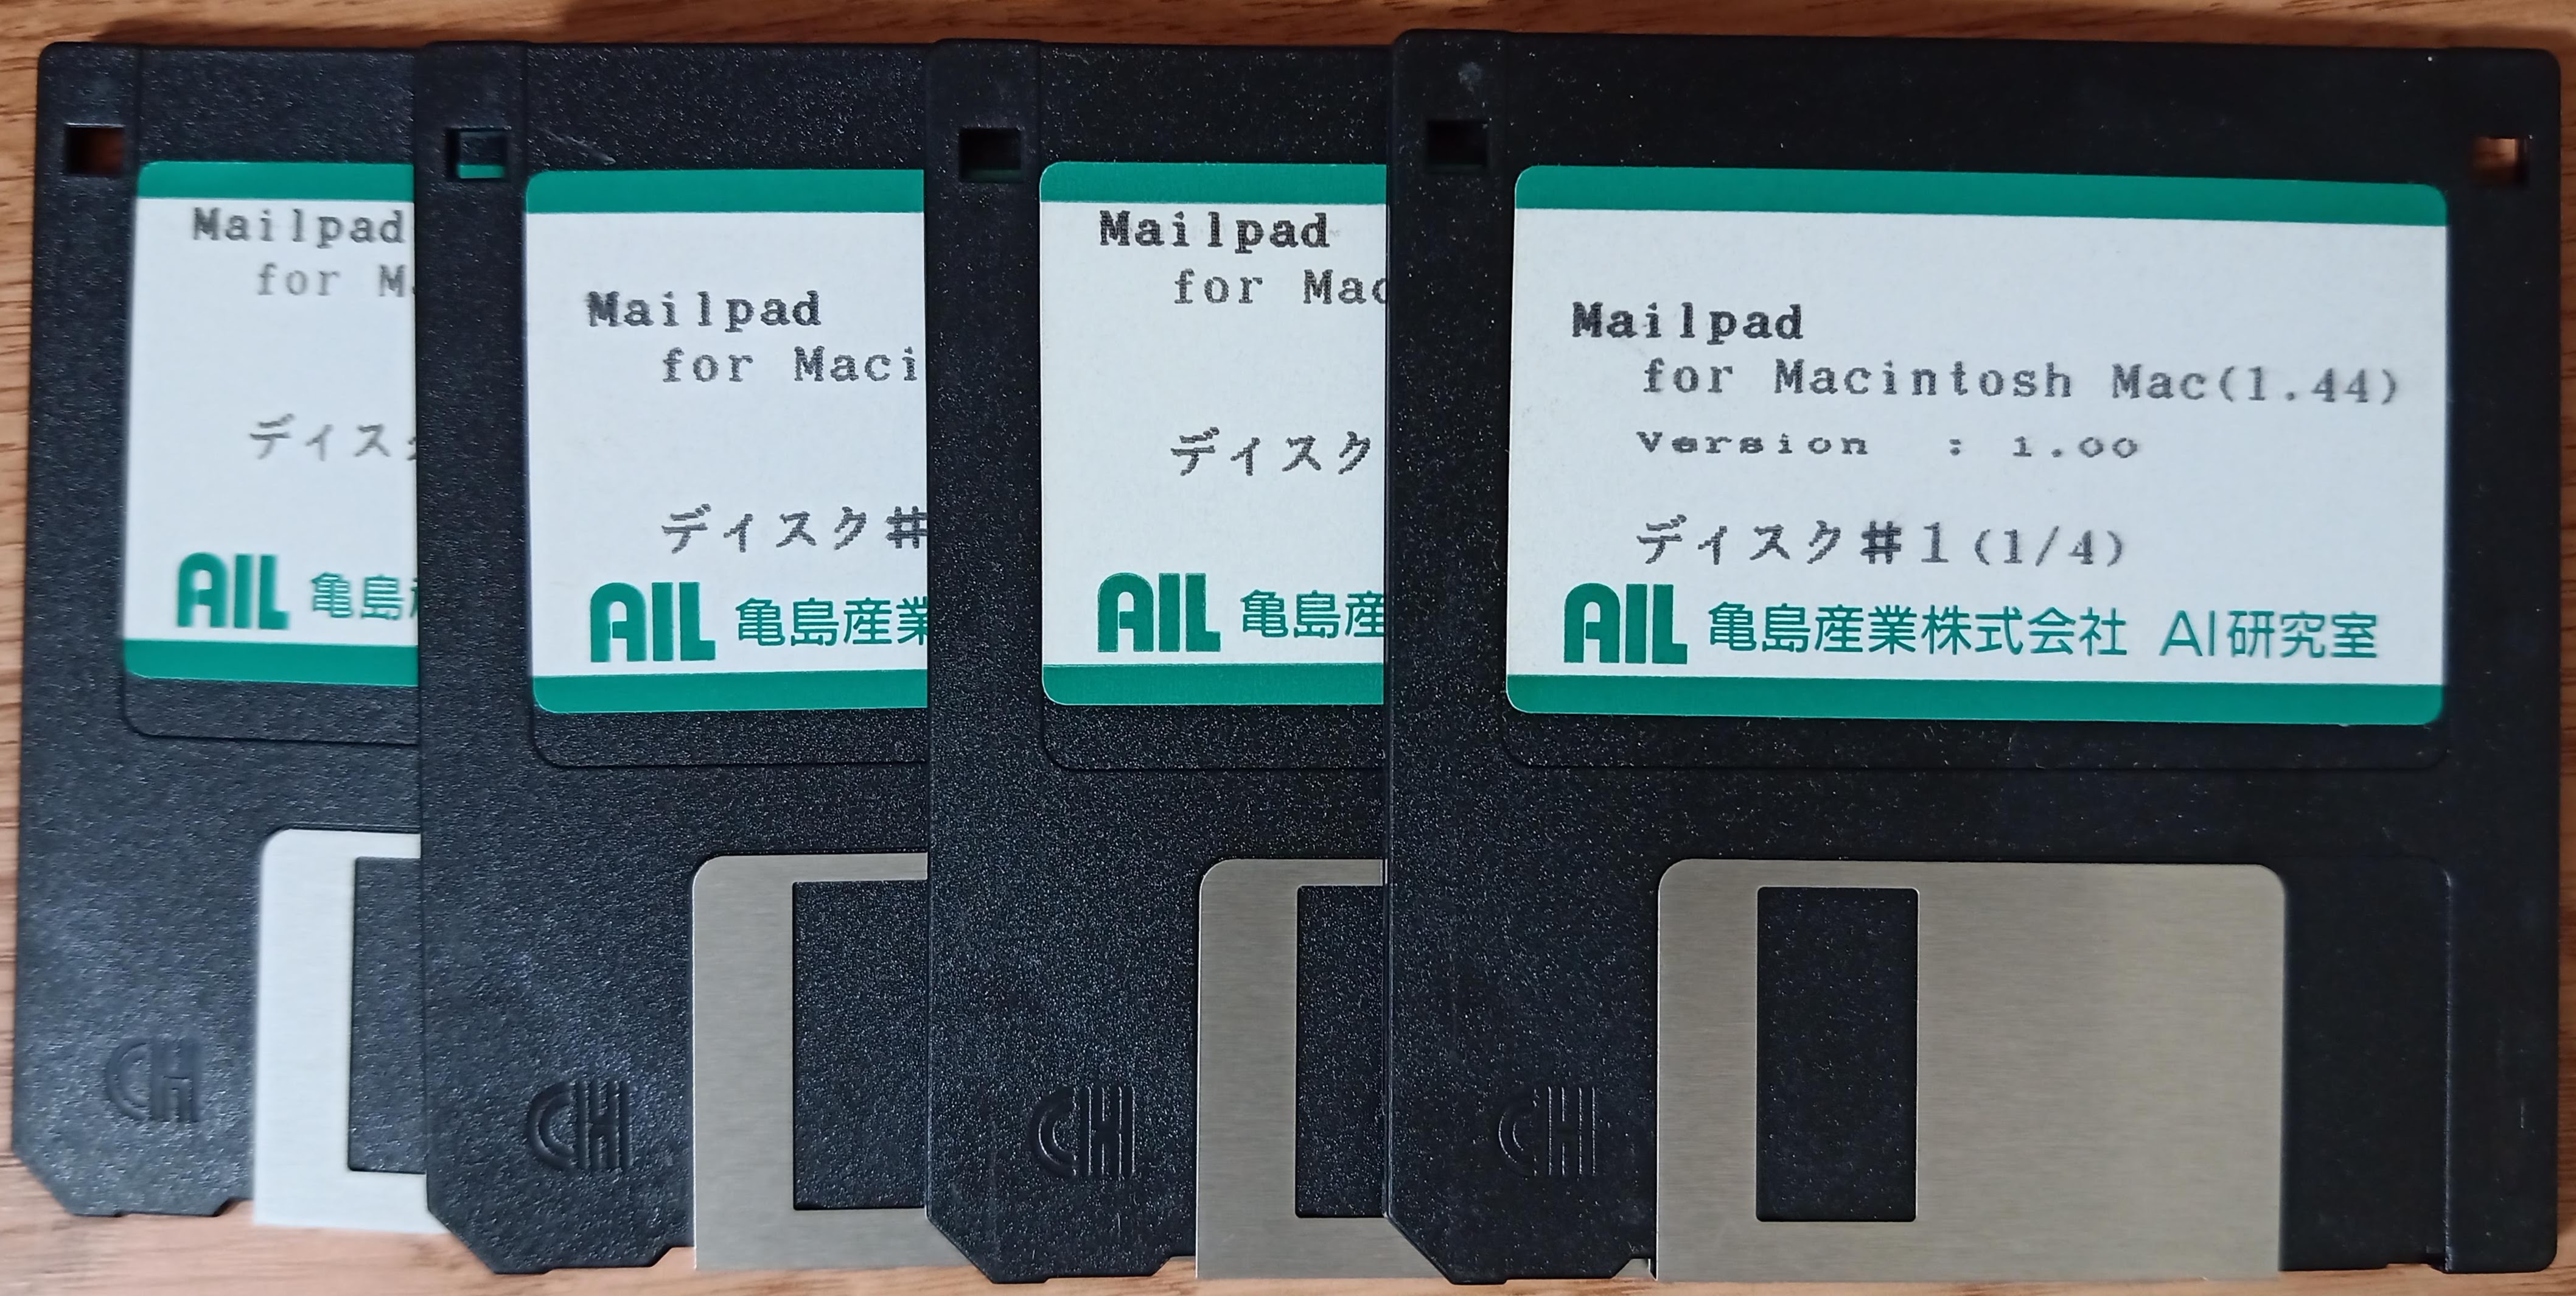 Mailpad
for M
ディス
AIL 亀島
Mailpad
for Maci
ディスク#
AIL 亀島産業
Mailpad
for Mac
ディスク
AIL 亀島産
Mailpad
for Macintosh Mac(1.44)
Version : 1.00
ディスク#1(1/4)
AIL 亀島産業株式会社 AI研究室